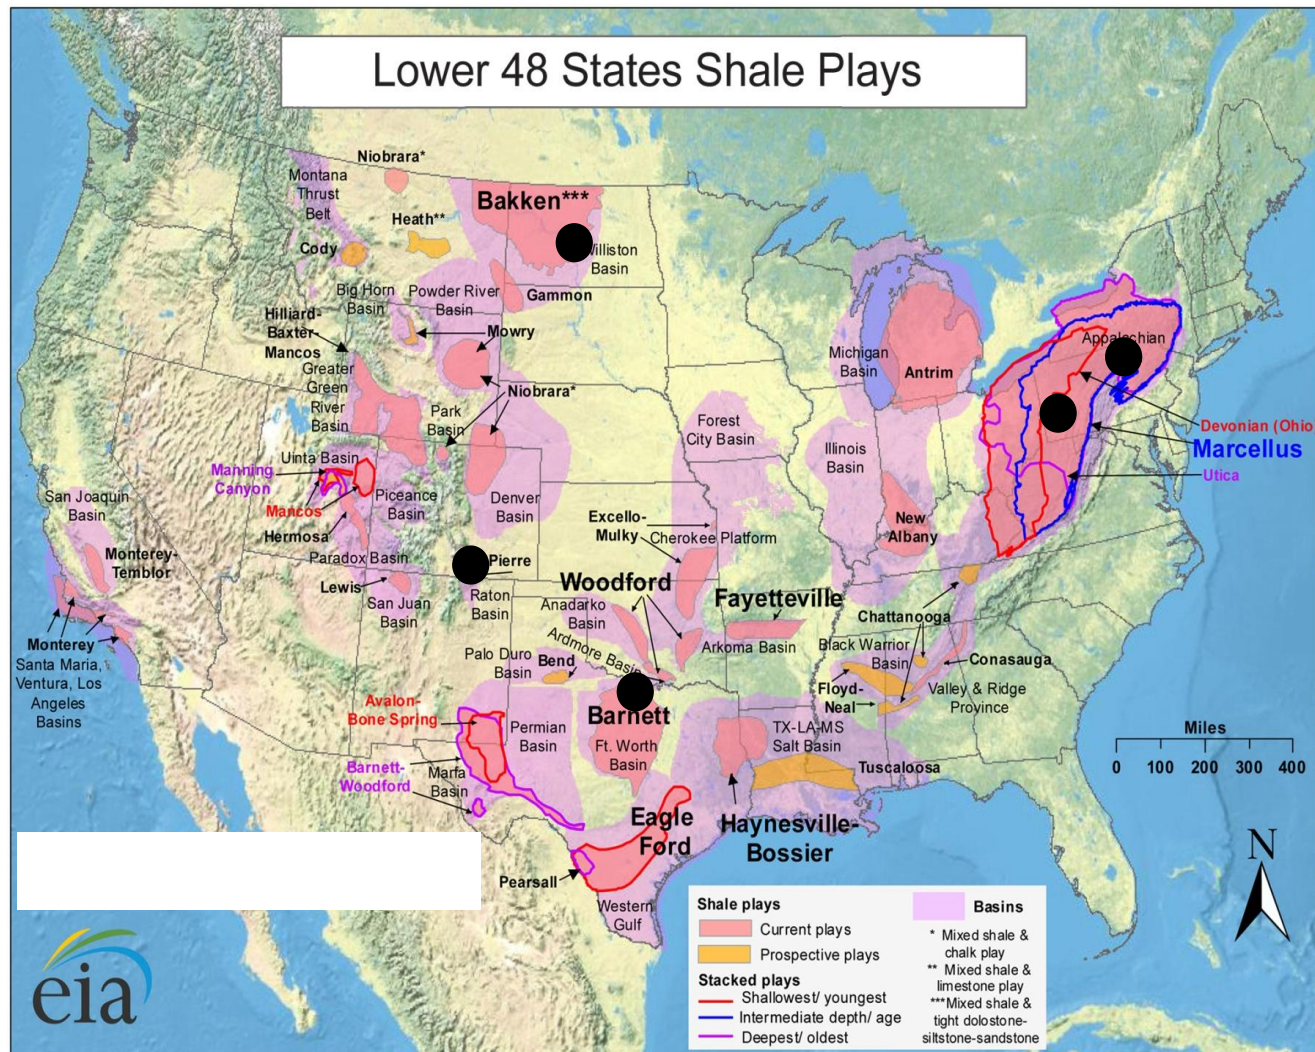 Lower 48 States Shale Plays
Niobrara*
Montana
Thrust
Belt
Bakken***
Heath**
Cody
Williston
Basin
Big Horn
Basin
Powder River
Basin
Gammon
Hilliard-
Baxter-
Mancos
Mowry
Greater
Green
River
Basin
Niobrara*
Park
Basin
Michigan
Basin
Antrim
Appalachian
Forest
City Basin
Illinois
Basin
Devonian (Ohio
Marcellus
Utica
Uinta Basin
Manning
Canyon
Mancos
Piceance
Basin
Denver
Basin
San Joaquin
Basin
Monterey-
Temblor
Hermosa
Paradox Basin
Excello-
Mulky
Cherokee Platform
New
Albany
Pierre
Lewis
San Juan
Basin
Raton
Basin
Woodford
Anadarko
Basin
Fayetteville
Chattanooga
Ardmore Basin
Arkoma Basin
Black Warrior
Basin
Conasauga
Monterey
Santa Maria,
Ventura, Los
Angeles
Basins
Palo Duro
Basin
Bend
Floyd-
Neal
Valley & Ridge
Province
Avalon-
Bone Spring
Permian
Basin
Barnett
Ft. Worth
Basin
TX-LA-MS
Salt Basin
Tuscaloosa
Barnett-
Woodford
Marfa
Basin
Eagle
Ford
Haynesville-
Bossier
Pearsall
Western
Gulf
Miles
0 100 200 300 400
N
Shale plays
Current plays
Prospective plays
Stacked plays
Shallowest/ youngest
Intermediate depth/ age
Deepest/ oldest
Basins
* Mixed shale &
chalk play
** Mixed shale &
limestone play
***Mixed shale &
tight dolostone-
siltstone-sandstone
eia